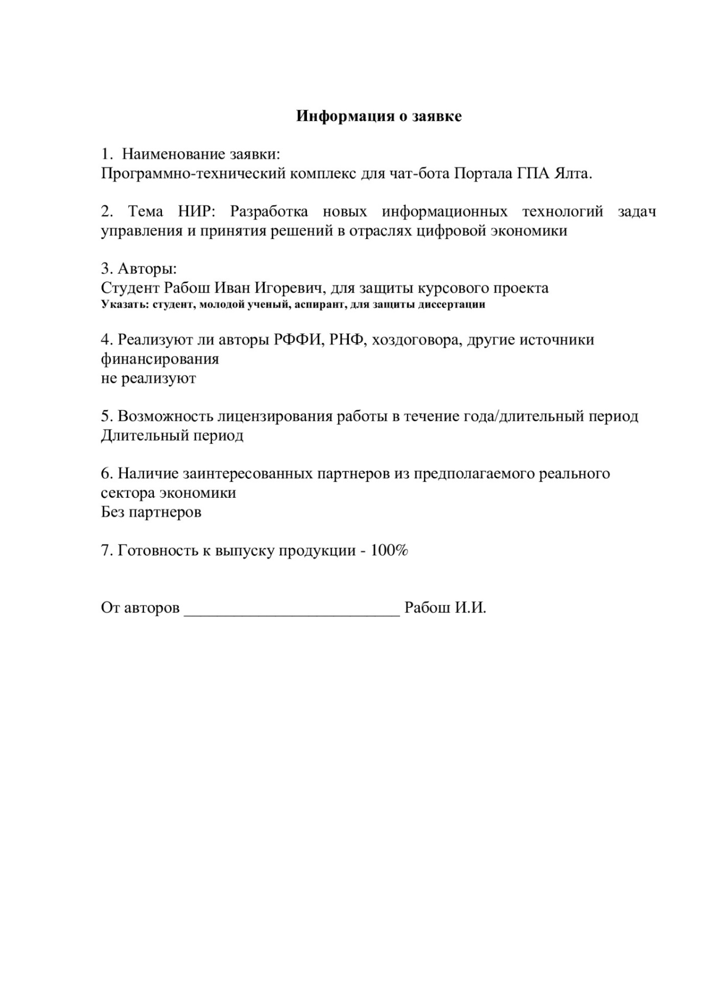 Информация о заявке
1. Наименование заявки:
Программно-технический комплекс для чат-бота Портала ГПА Ялта.
2. Тема НИР: Разработка новых информационных технологий задач
управления и принятия решений в отраслях цифровой экономики
3. Авторы:
Студент Рабош Иван Игоревич, для защиты курсового проекта
Указать: студент, молодой ученый, аспирант, для защиты диссертации
4. Реализуют ли авторы РФФИ, РНФ, хоздоговора, другие источники
финансирования
не реализуют
5. Возможность лицензирования работы в течение года/длительный период
Длительный период
6. Наличие заинтересованных партнеров из предполагаемого реального
сектора экономики
Без партнеров
7. Готовность к выпуску продукции - 100%
От авторов __________________________ Рабош И.И.